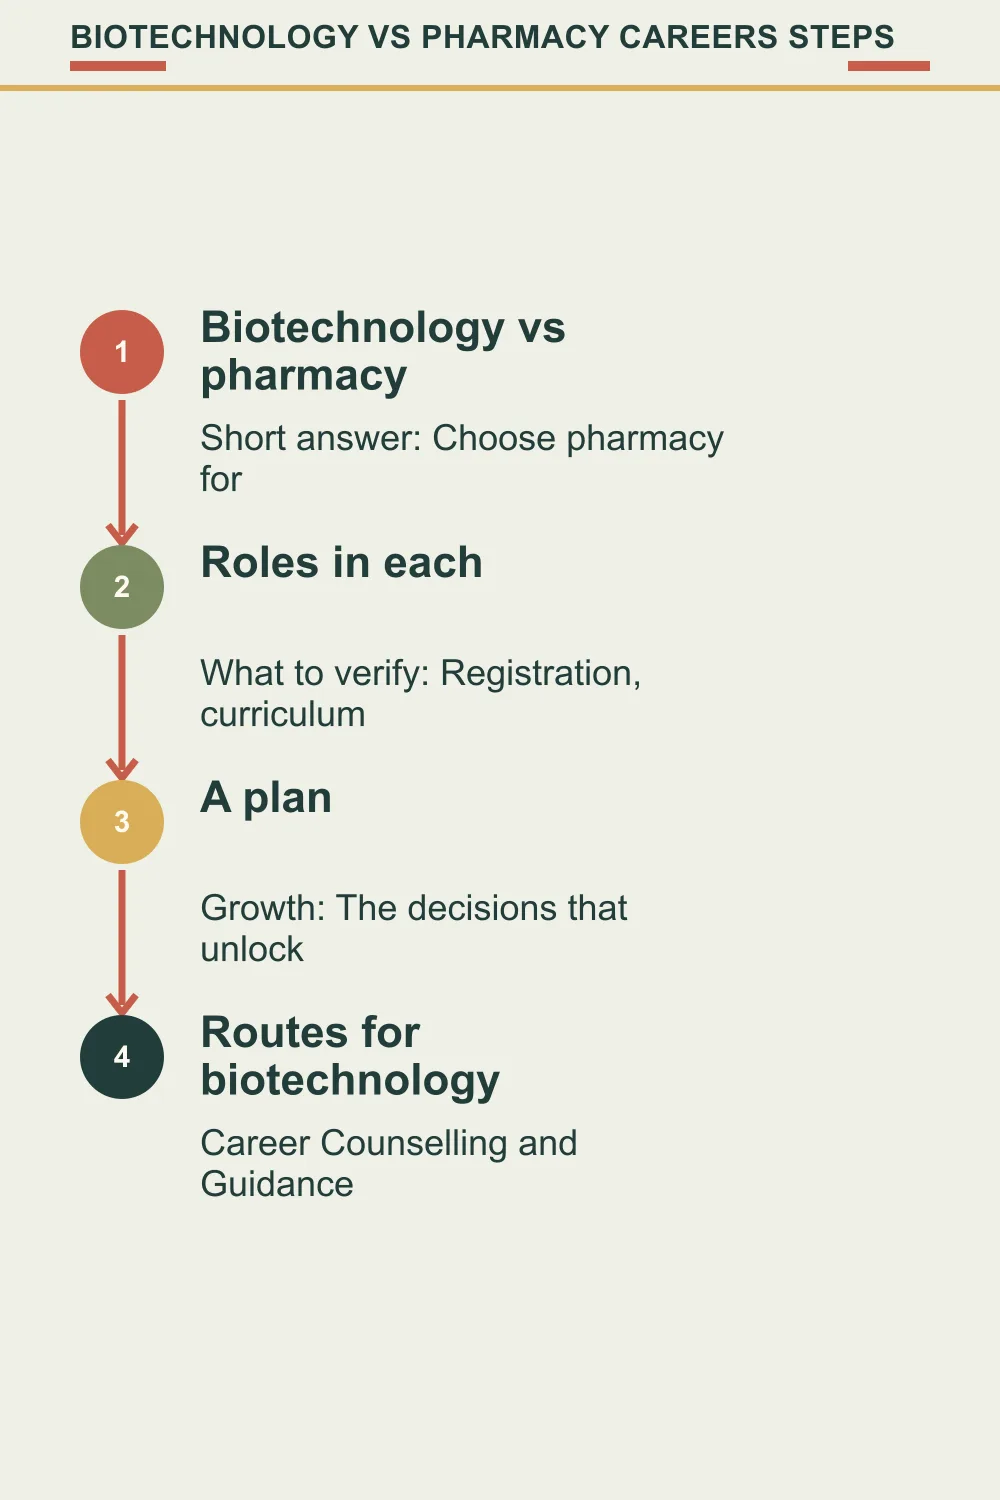 BIOTECHNOLOGY VS PHARMACY CAREERS STEPS
1
Biotechnology vs
pharmacy
Short answer: Choose pharmacy
for
2
Roles in each
What to verify: Registration,
curriculum
3
A plan
Growth: The decisions that
unlock
4
Routes for
biotechnology
Career Counselling and
Guidance